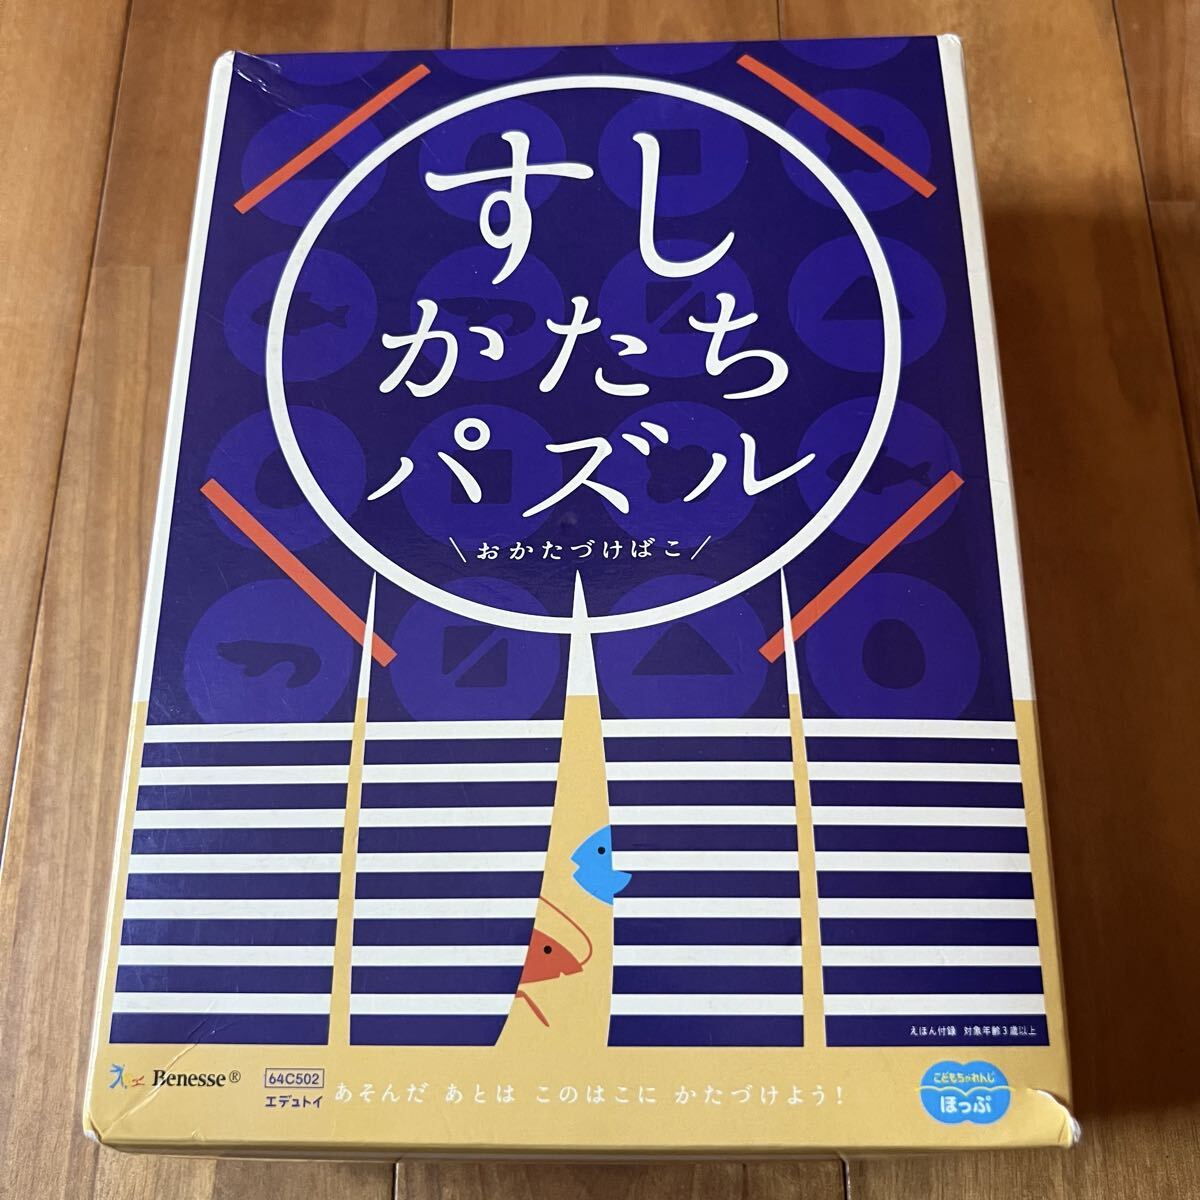 すし
かたち
パズル
\おかたづけばこ/
えほん付録 対象年齢3歳以上
Benesse®
64C502
エデュトイ
あそんだ あとは このはこに かたづけよう!
こどもちゃれんじ
ほっぷ